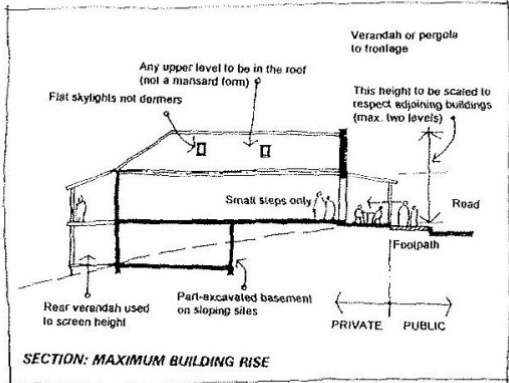 Verandah or pergola
to frontage
Any upper level to be in the roof
(not a mansard form)
Flat skylights not dormers
This height to be scaled to
respect adjoining buildings
(max. two levels)
Small steps only
Road
Footpath
Rear verandah used
to screen height
Part-excavated basement
on sloping sites
PRIVATE
PUBLIC
SECTION: MAXIMUM BUILDING RISE